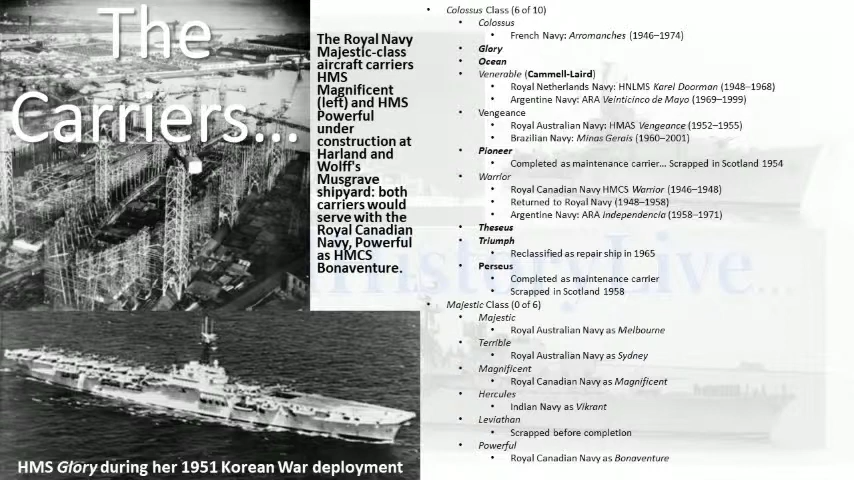 The
Carriers...
The Royal Navy
Majestic-class
aircraft carriers
HMS
Magnificent
(left) and HMS
Powerful
under
construction at
Harland and
Wolff's
Musgrave
shipyard: both
carriers would
serve with the
Royal Canadian
Navy, Powerful
as HMCS
Bonaventure.
HMS Glory during her 1951 Korean War deployment
• Colossus Class (6 of 10)
• Colossus
• French Navy: Arromanches (1946–1974)
• Glory
• Ocean
• Venerable (Cammell-Laird)
• Royal Netherlands Navy: HNLMS Karel Doorman (1948–1968)
• Argentine Navy: ARA Veinticinco de Mayo (1969–1999)
• Vengeance
• Royal Australian Navy: HMAS Vengeance (1952–1955)
• Brazilian Navy: Minas Gerais (1960–2001)
• Pioneer
• Completed as maintenance carrier... Scrapped in Scotland 1954
• Warrior
• Royal Canadian Navy HMCS Warrior (1946–1948)
• Returned to Royal Navy (1948–1958)
• Argentine Navy: ARA Independencia (1958–1971)
• Theseus
• Triumph
• Reclassified as repair ship in 1965
• Perseus
• Completed as maintenance carrier
• Scrapped in Scotland 1958
• Majestic Class (0 of 6)
• Majestic
• Royal Australian Navy as Melbourne
• Terrible
• Royal Australian Navy as Sydney
• Magnificent
• Royal Canadian Navy as Magnificent
• Hercules
• Indian Navy as Vikrant
• Leviathan
• Scrapped before completion
• Powerful
• Royal Canadian Navy as Bonaventure
History Live...